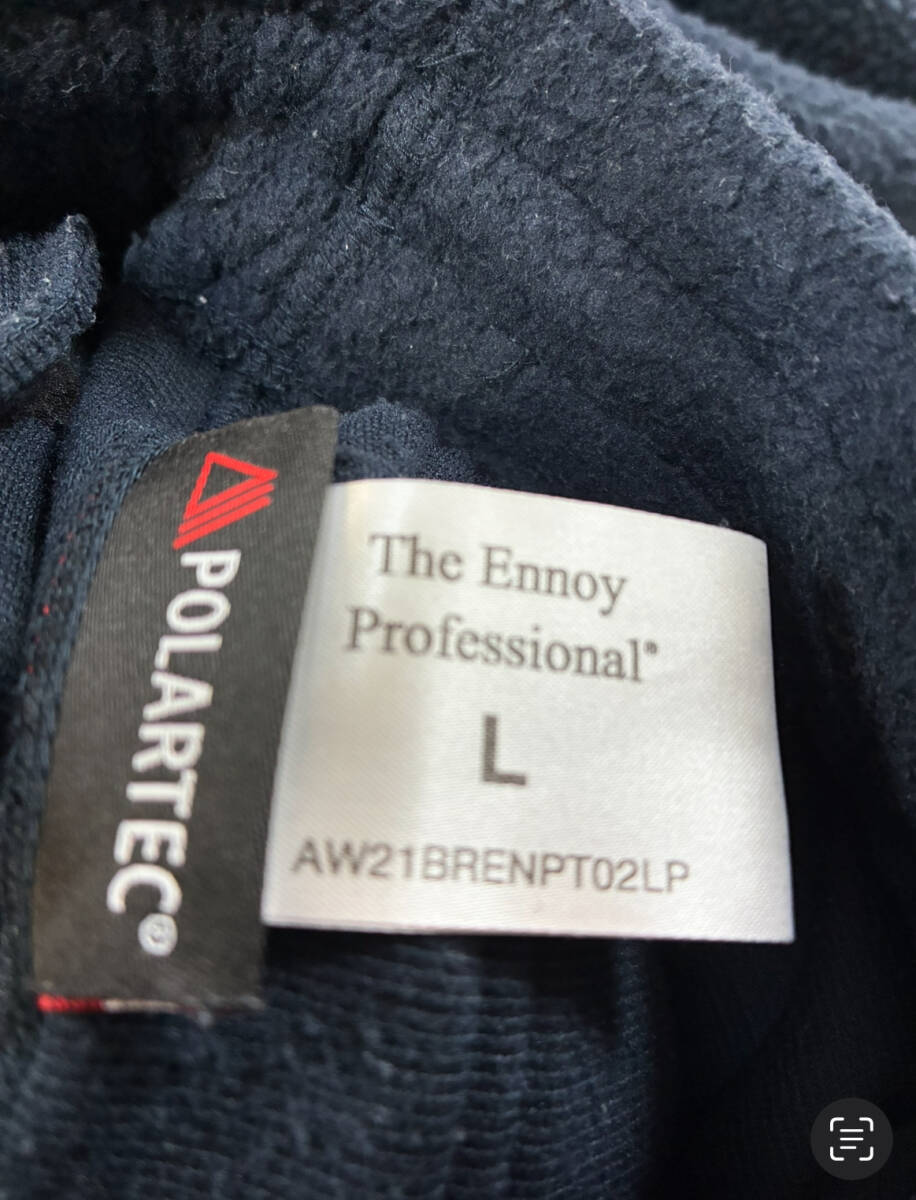 POLARTEC®
The Ennoy
Professional®
L
AW21BRENPT02LP